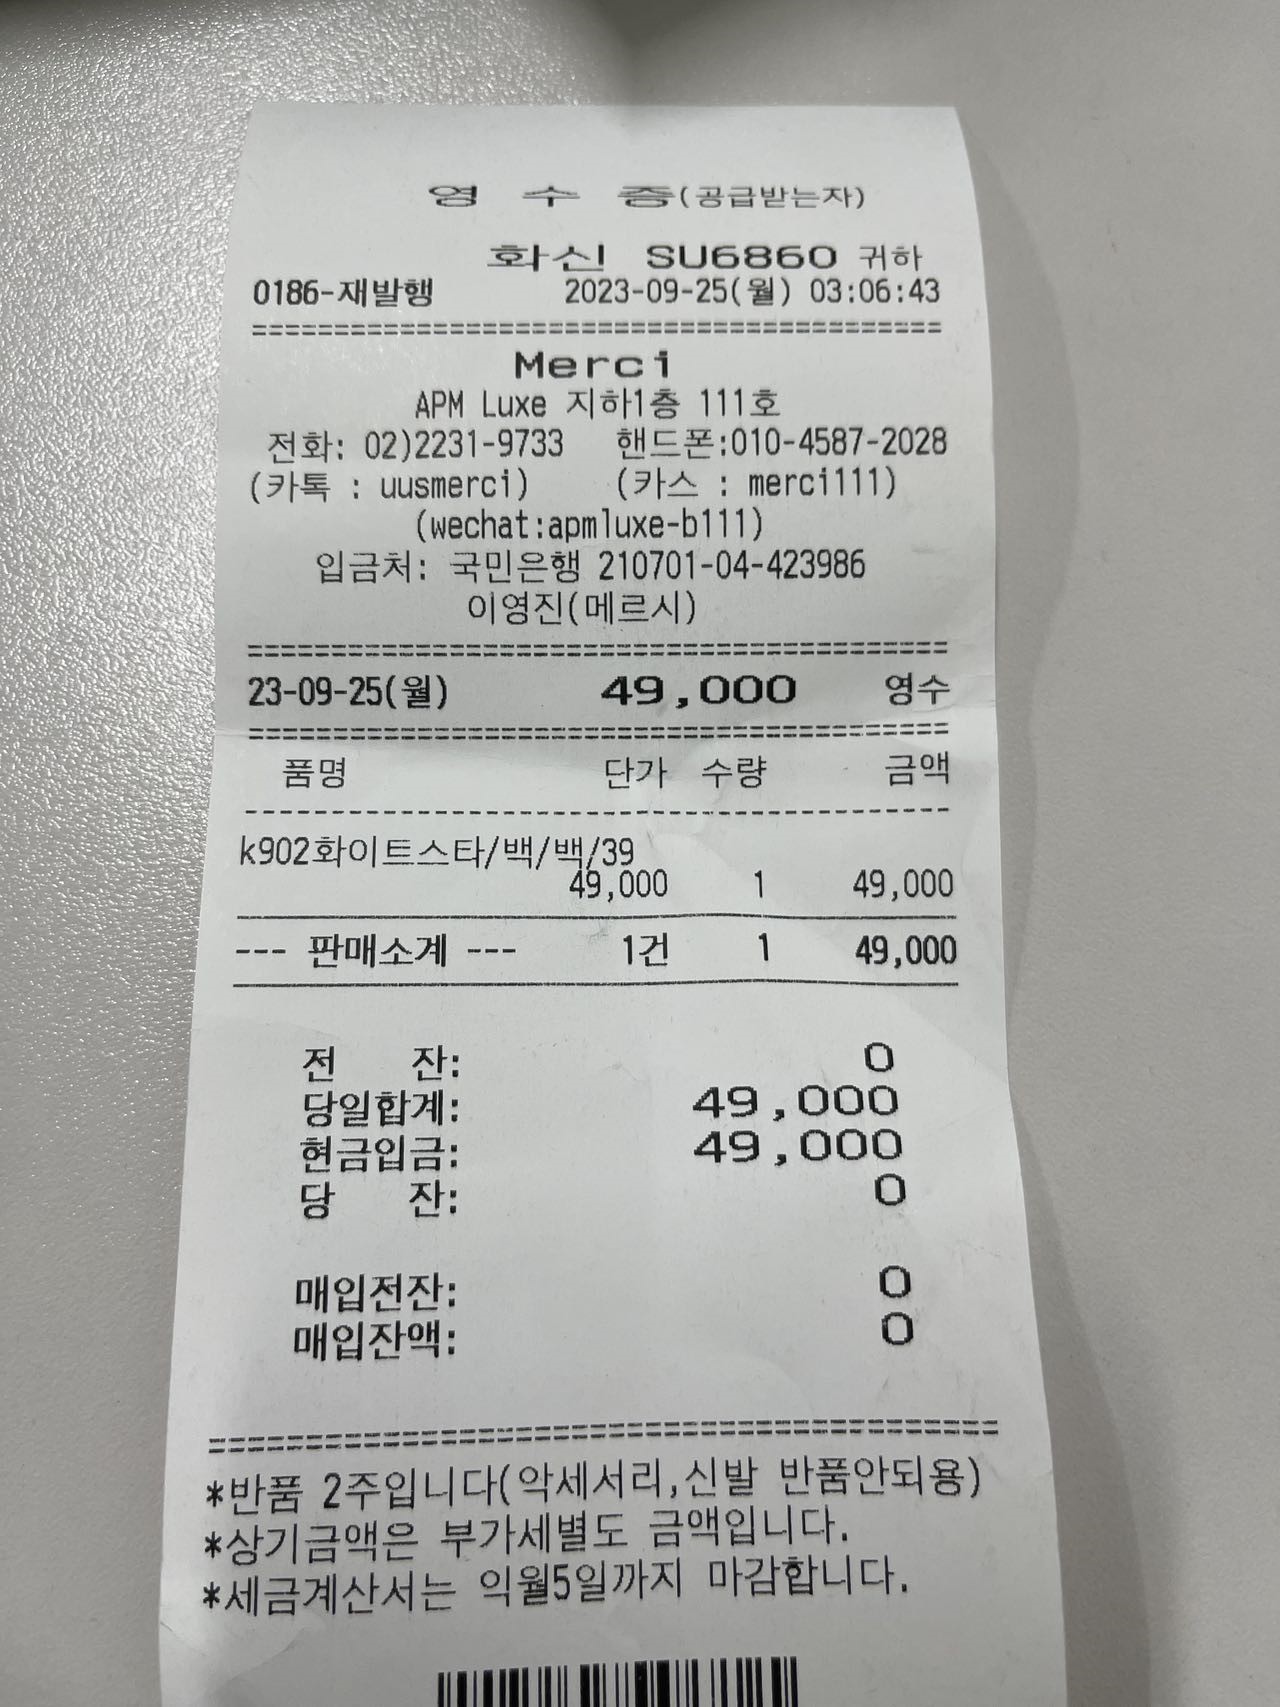 영 수 증(공급받는자)
화신 SU6860 귀하
0186-재발행 2023-09-25(월) 03:06:43
==========================================
Merci
APM Luxe 지하1층 111호
전화: 02)2231-9733 핸드폰:010-4587-2028
(카톡 : uusmerci) (카스 : merci111)
(wechat:apmluxe-b111)
입금처: 국민은행 210701-04-423986
이영진(메르시)
==========================================
23-09-25(월) 49,000 영수
==========================================
품명 단가 수량 금액
------------------------------------------
k902화이트스타/백/백/39
49,000 1 49,000
--- 판매소계 --- 1건 1 49,000
전 잔: 0
당일합계: 49,000
현금입금: 49,000
당 잔: 0
매입전잔: 0
매입잔액: 0
==========================================
*반품 2주입니다(악세서리,신발 반품안되용)
*상기금액은 부가세별도 금액입니다.
*세금계산서는 익월5일까지 마감합니다.